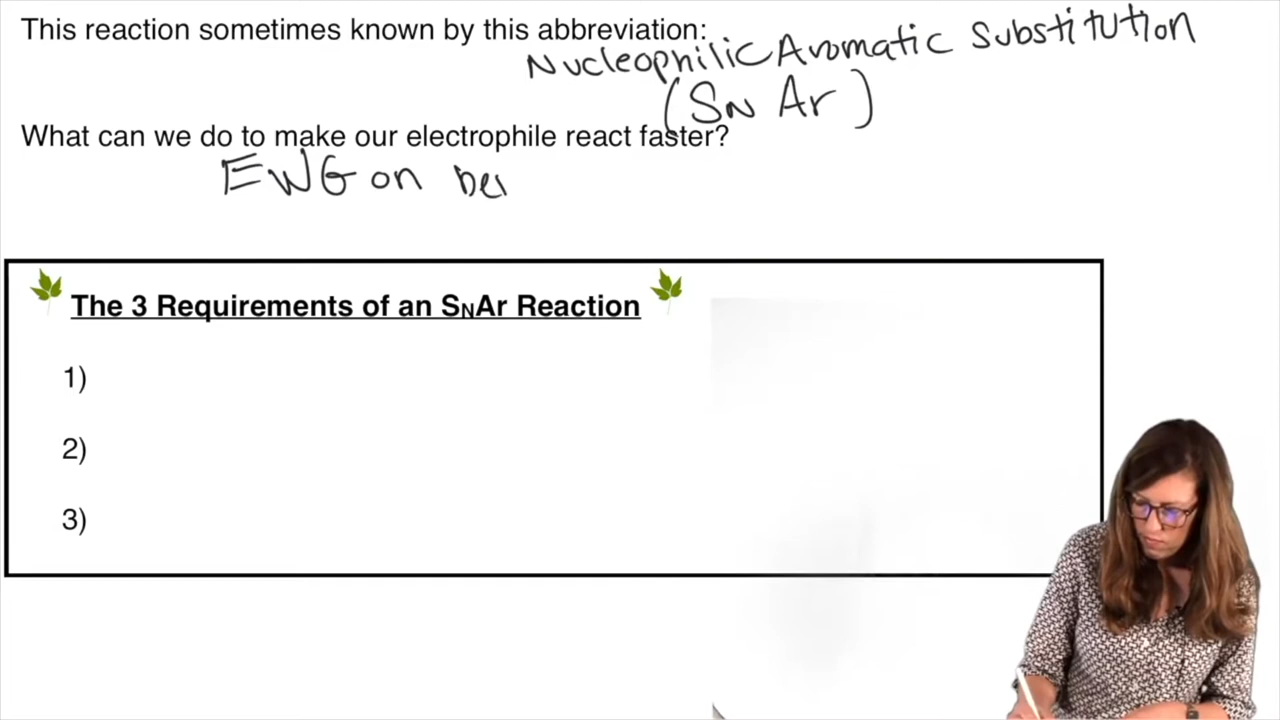 This reaction sometimes known by this abbreviation:
Nucleophilic Aromatic Substitution
(SN Ar)
What can we do to make our electrophile react faster?
EWG on ben
The 3 Requirements of an SNAr Reaction
1)
2)
3)